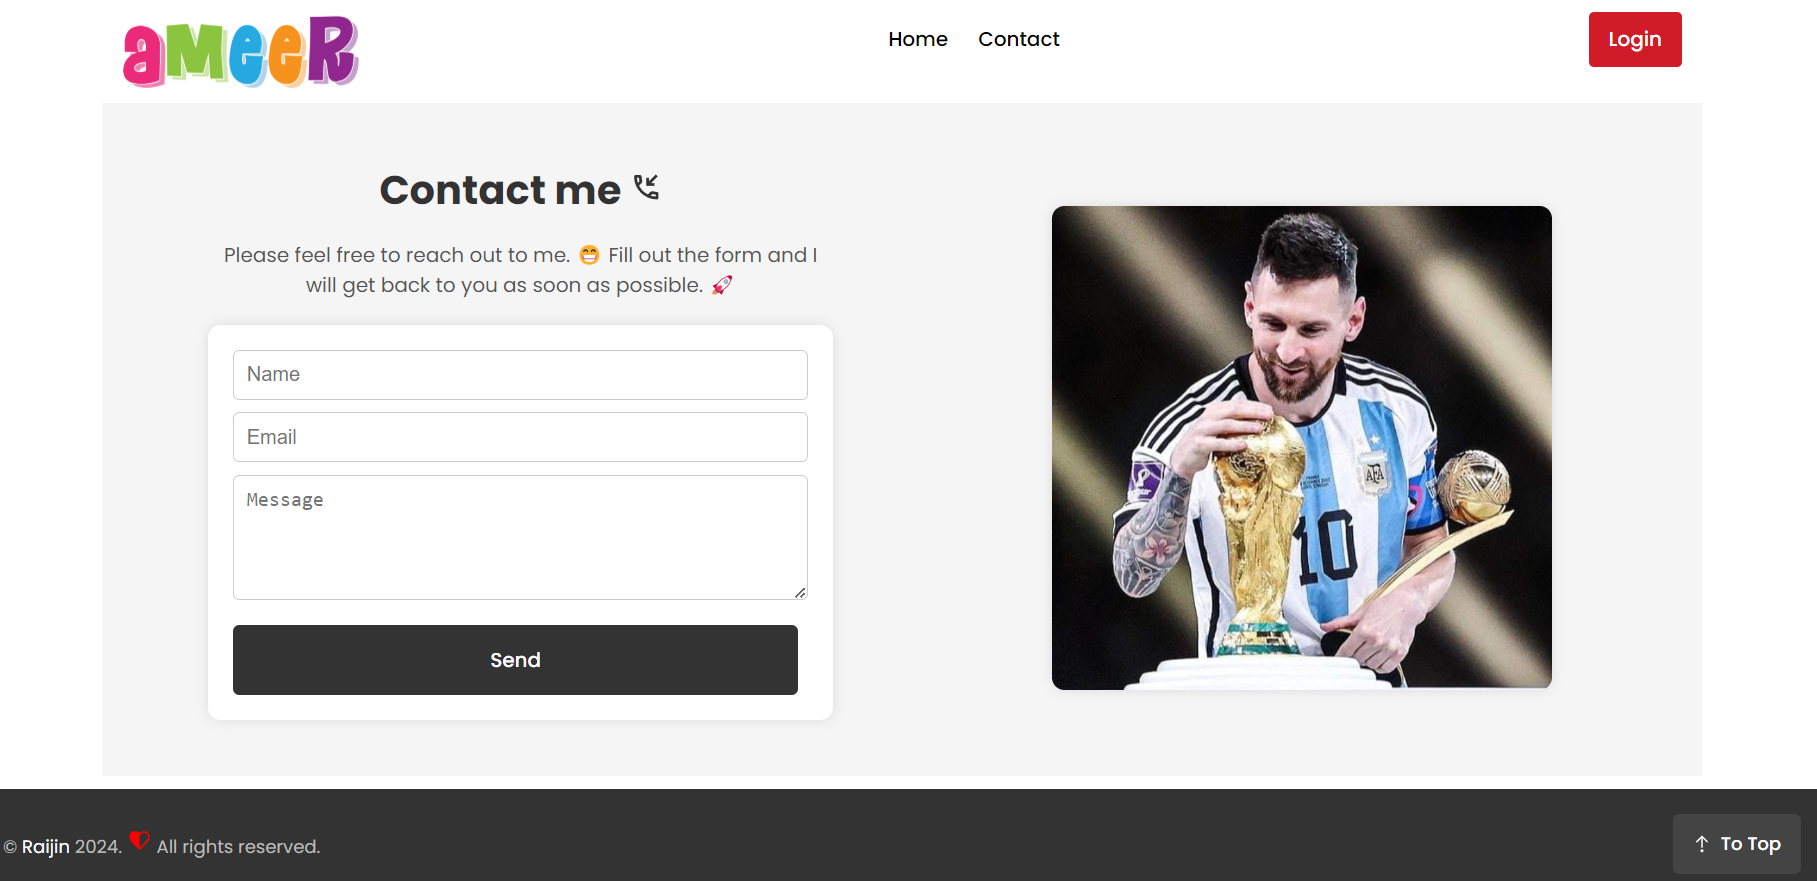 aMeeR
Home
Contact
Login
Contact me
Please feel free to reach out to me. 😁 Fill out the form and I
will get back to you as soon as possible. 🚀
Name
Email
Message
Send
AFA
10
© Raijin 2024. All rights reserved.
To Top